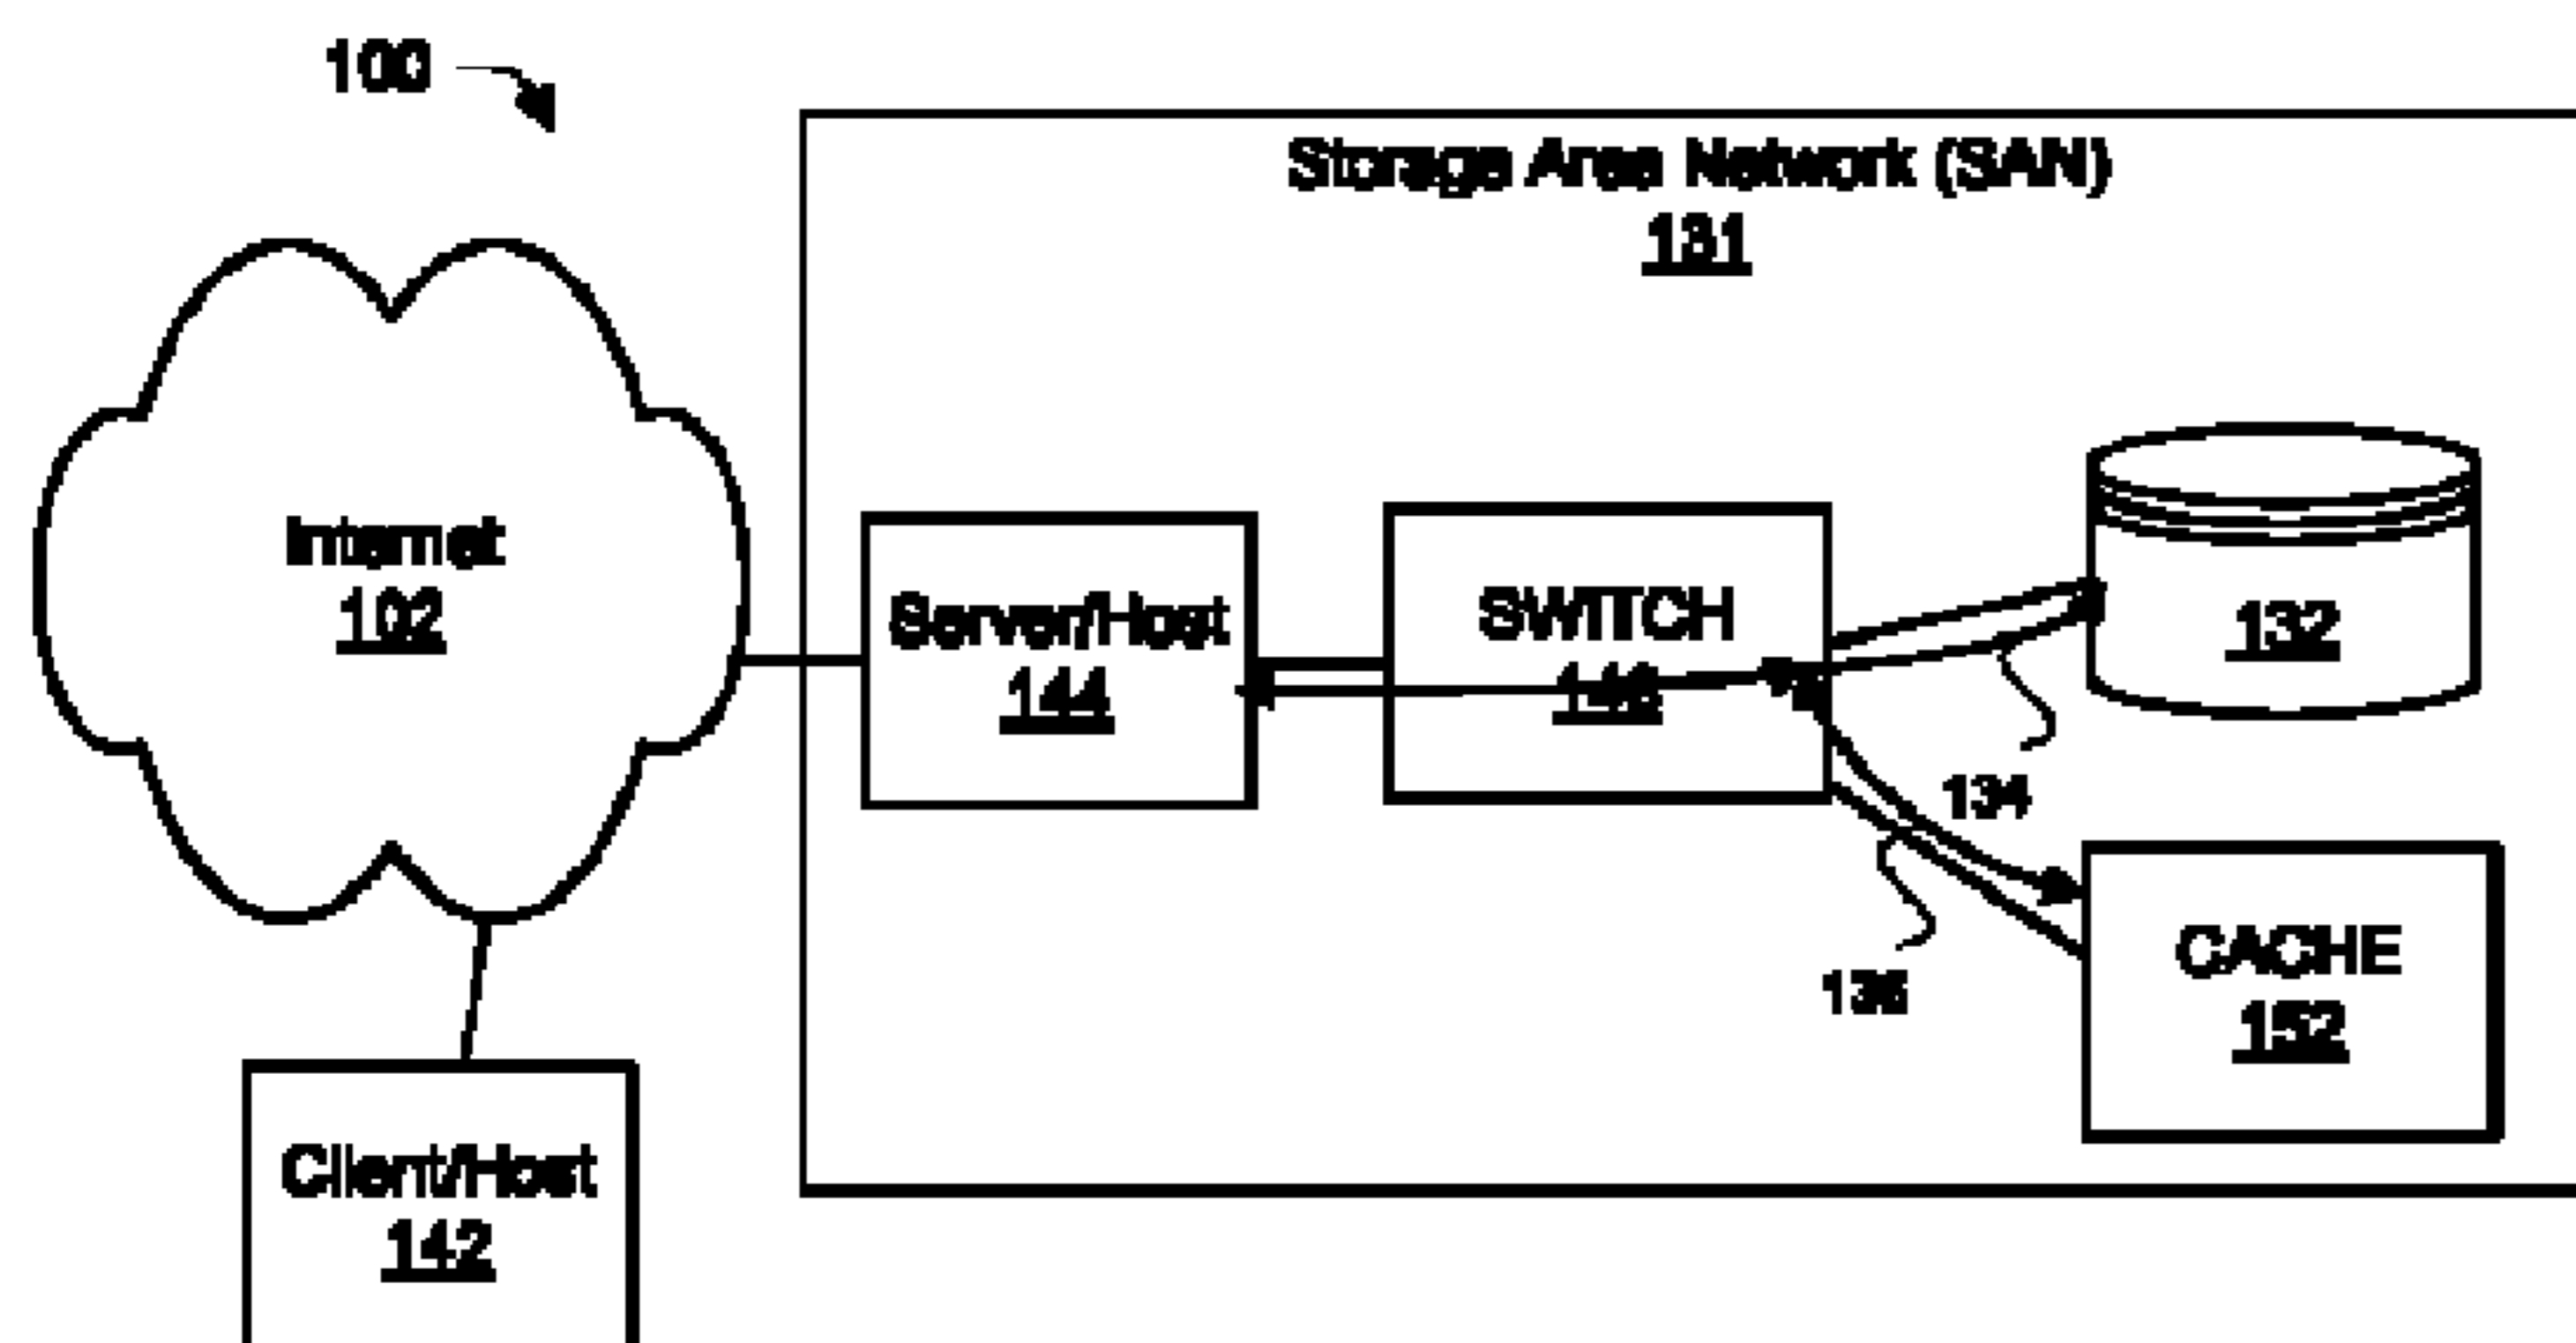 100
Storage Area Network (SAN)
131
Internet
102
Server/Host
144
SWITCH
132
134
CACHE
152
Client/Host
142